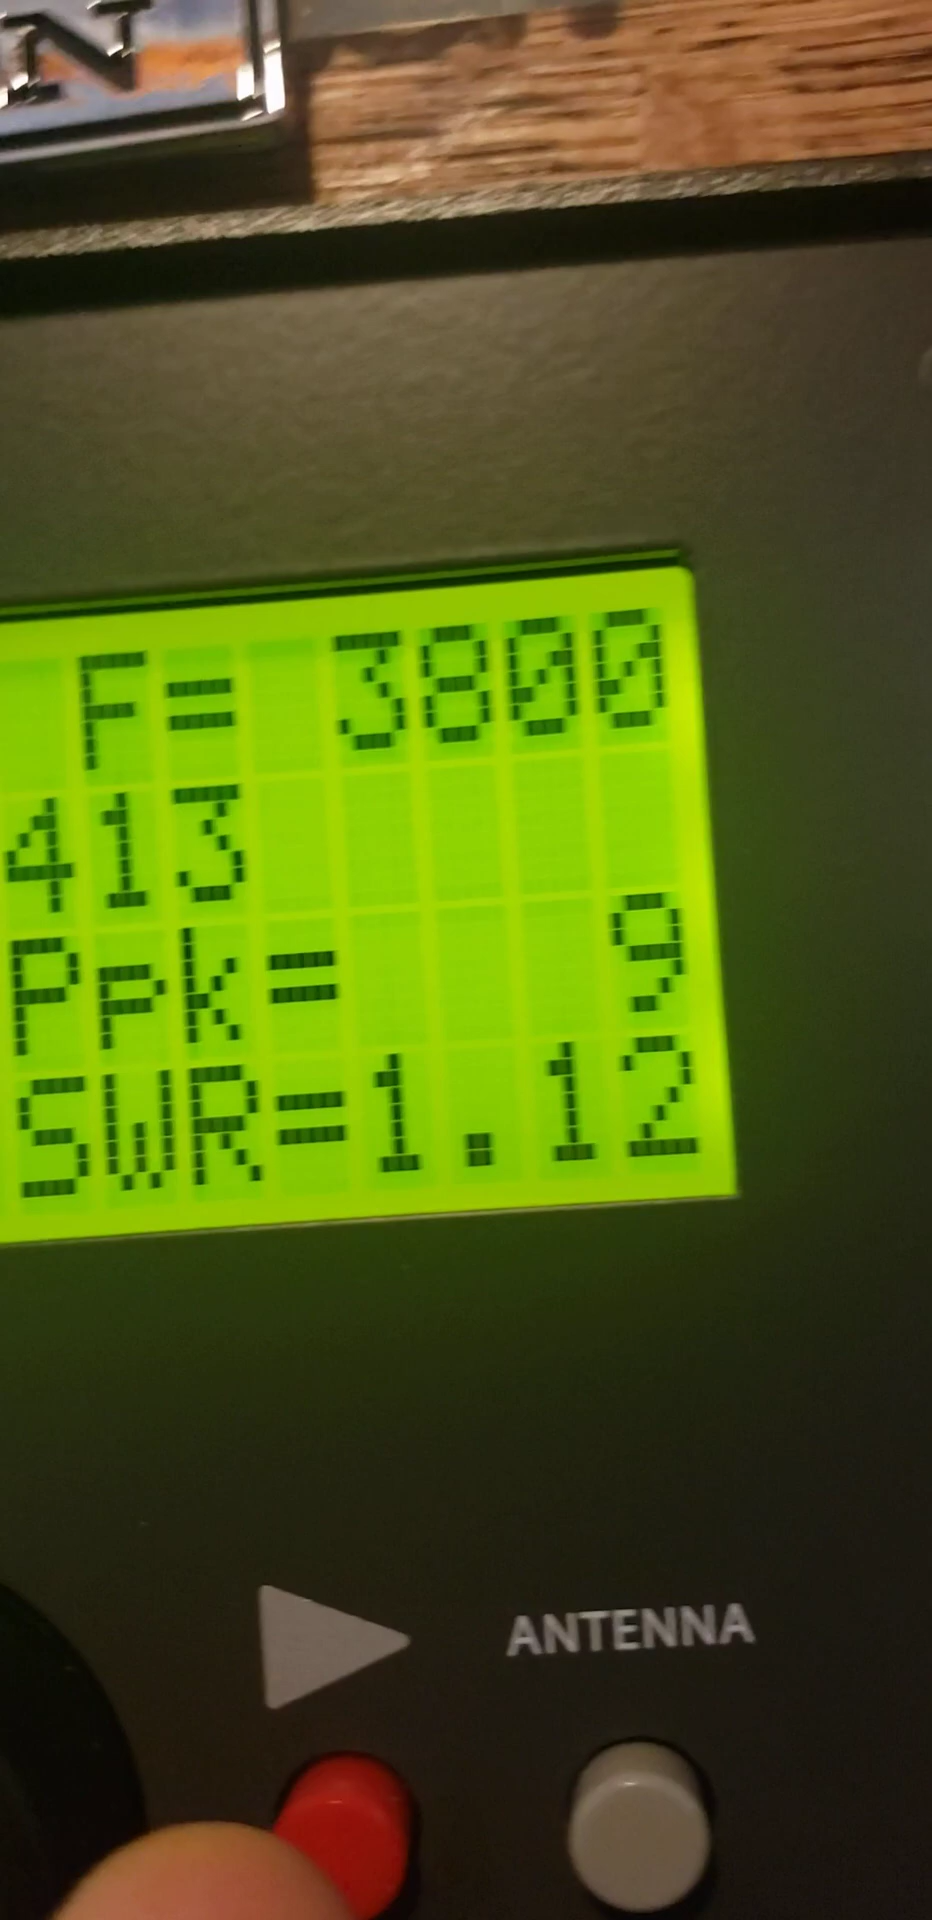 N
F= 3800
413
Ppk= 9
SWR=1.12
ANTENNA